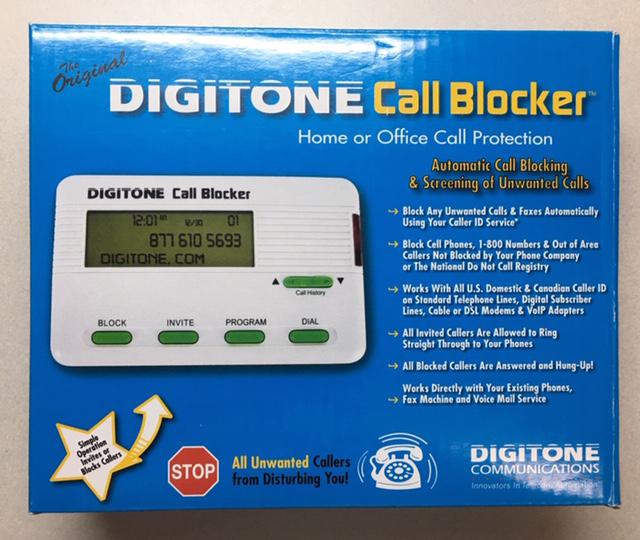 The
Original
DIGITONE Call Blocker™
Home or Office Call Protection
Automatic Call Blocking
& Screening of Unwanted Calls
DIGITONE Call Blocker
12:01 AM 12/30 01
877 610 5693
DIGITONE. COM
▲ ▼
Call History
BLOCK INVITE PROGRAM DIAL
→ Block Any Unwanted Calls & Faxes Automatically
Using Your Caller ID Service*
→ Block Cell Phones, 1-800 Numbers & Out of Area
Callers Not Blocked by Your Phone Company
or The National Do Not Call Registry
→ Works With All U.S. Domestic & Canadian Caller ID
on Standard Telephone Lines, Digital Subscriber
Lines, Cable or DSL Modems & VoIP Adapters
→ All Invited Callers Are Allowed to Ring
Straight Through to Your Phones
→ All Blocked Callers Are Answered and Hung-Up!
Works Directly with Your Existing Phones,
→ Fax Machine and Voice Mail Service
Simple
Operation
Invites or
Blocks Callers
STOP
All Unwanted Callers
from Disturbing You!
DIGITONE
COMMUNICATIONS
Innovators In Telecom Automation